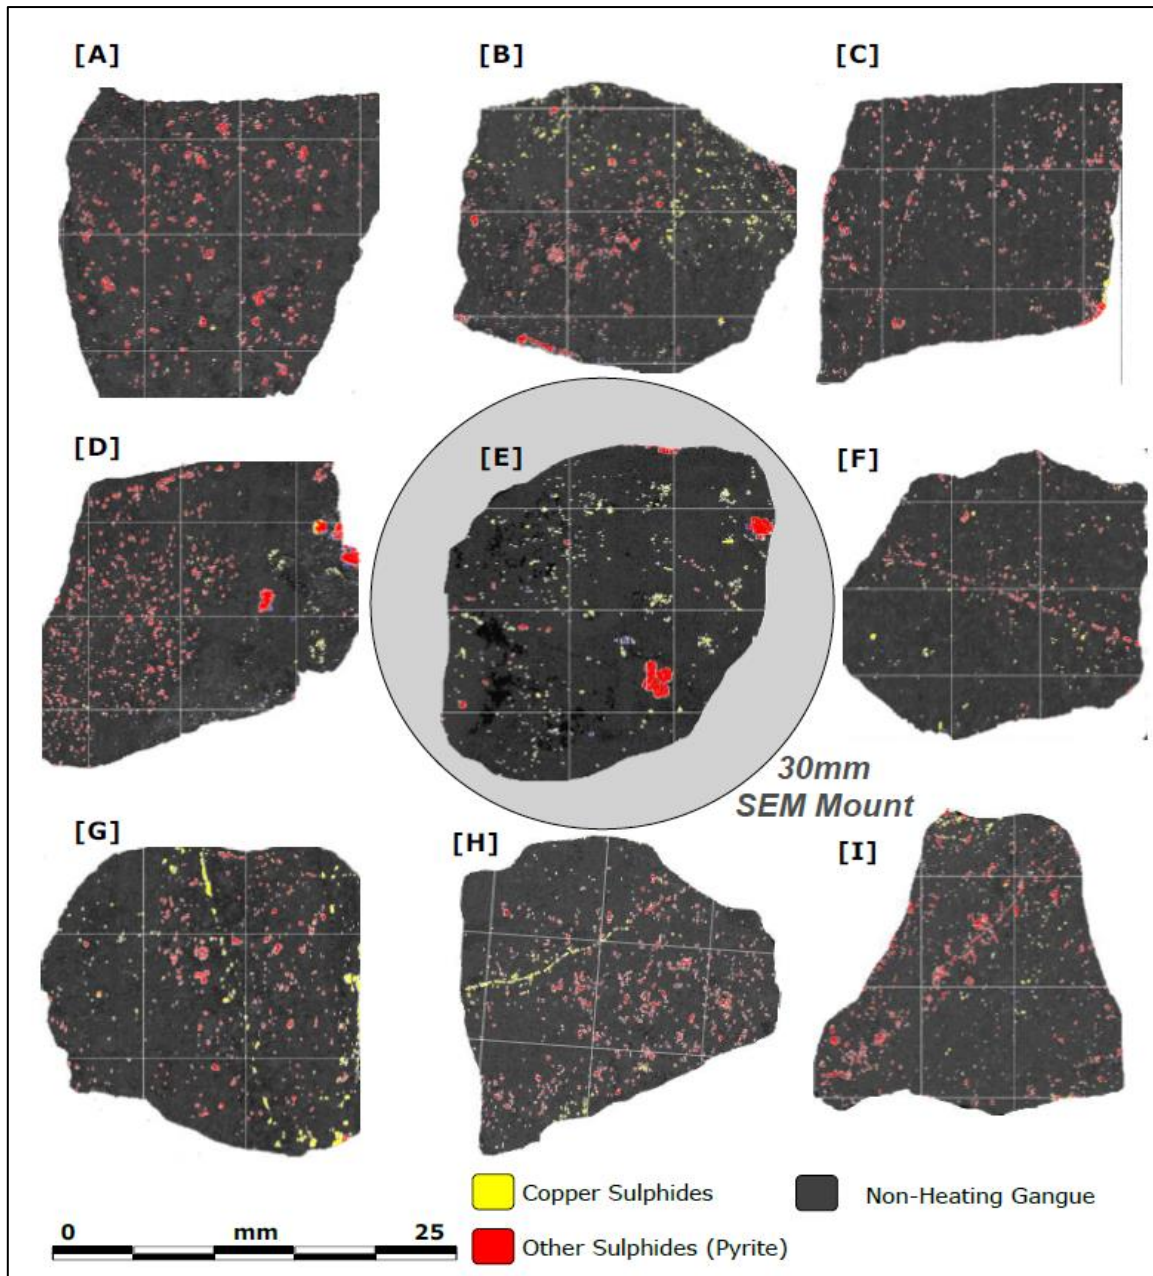 [A]
[B]
[C]
[D]
[E]
[F]
30mm
SEM Mount
[G]
[H]
[I]
Copper Sulphides
Non-Heating Gangue
0 mm 25
Other Sulphides (Pyrite)